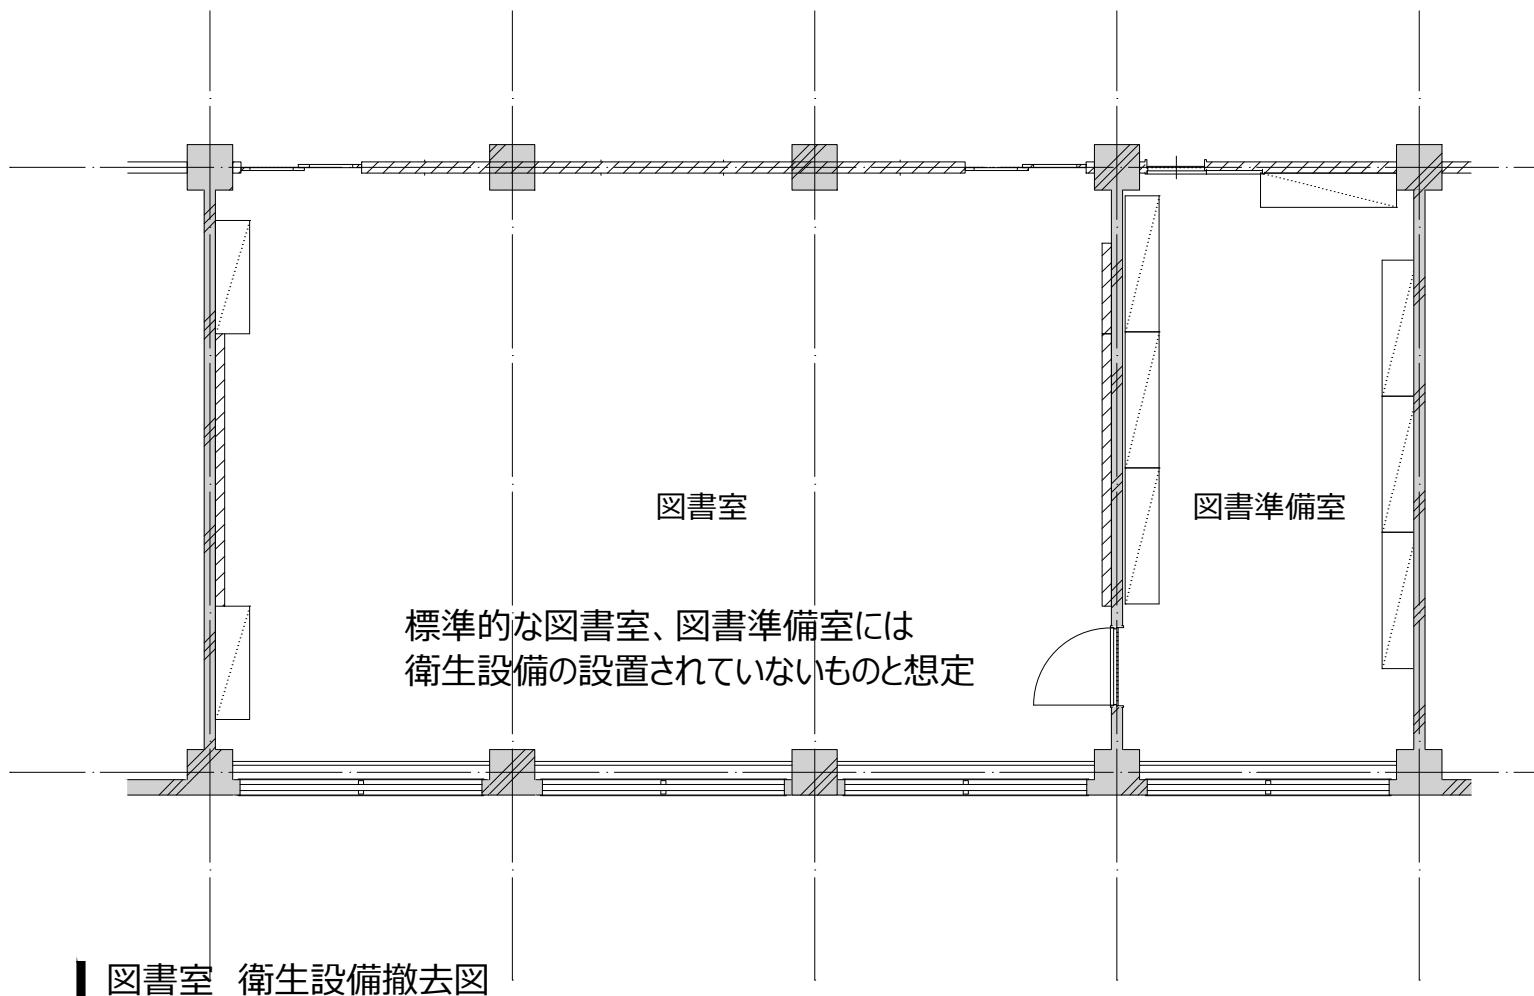 図書室
図書準備室
標準的な図書室、図書準備室には
衛生設備の設置されていないものと想定
図書室 衛生設備撤去図